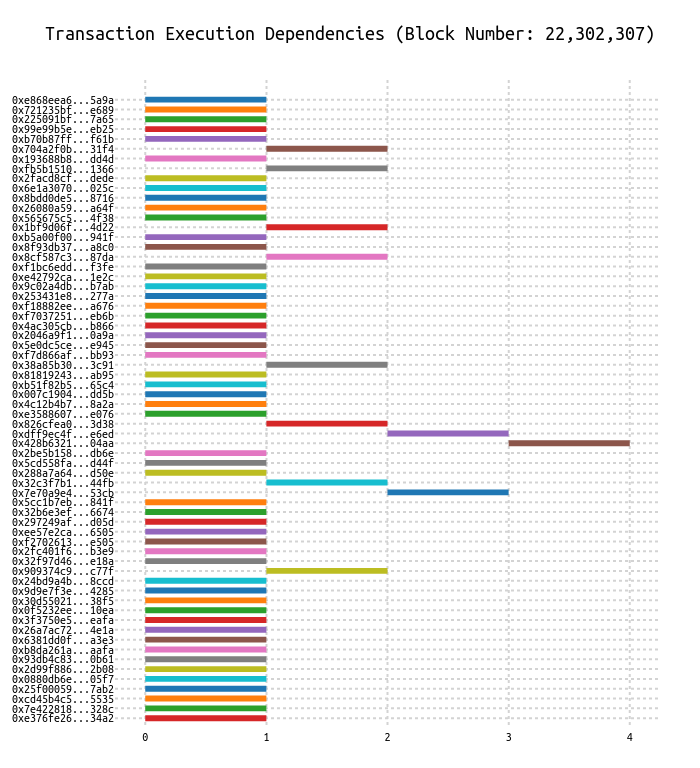 Transaction Execution Dependencies (Block Number: 22,302,307)
0xe868eea6...5a9a
0x721235bf...e689
0x225091bf...7a65
0x99e99b5e...eb25
0xb70b87ff...f61b
0x704a2f0b...31f4
0x193688b8...dd4d
0xfb5b1510...1366
0x2facd8cf...dede
0x6e1a3070...025c
0x8bdd0de5...8716
0x26080a59...a64f
0x565675c5...4f38
0x1bf9d06f...4d22
0xb5a00f00...941f
0x8f93db37...a8c0
0x8cf587c3...87da
0xf1bc6edd...f3fe
0xe42792ca...1e2c
0x9c02a4db...b7ab
0x253431e8...277a
0xf18882ee...a676
0xf7037251...eb6b
0x4ac305cb...b866
0x2046a9f1...0a9a
0x5e0dc5ce...e945
0xf7d866af...bb93
0x38a85b30...3c91
0x81819243...ab95
0xb51f82b5...65c4
0x007c1904...dd5b
0x4c12b4b7...8a2a
0xe3588607...e076
0x826cfea0...3d38
0xdff9ec4f...e6ed
0x428b6321...04aa
0x2be5b158...db6e
0x5cd558fa...d44f
0x288a7a64...d50e
0x32c3f7b1...44fb
0x7e70a9e4...53cb
0x5cc1b7eb...841f
0x32b6e3ef...6674
0x297249af...d05d
0xee57e2ca...6505
0xf2702613...e505
0x2fc401f6...b3e9
0x32f97d46...e18a
0x909374c9...c77f
0x24bd9a4b...8ccd
0x9d9e7f3e...4285
0x30d55021...38f5
0x0f5232ee...10ea
0x3f3750e5...eafa
0x26a7ac72...4e1a
0x6381dd0f...a3e3
0xb8da261a...aafa
0x93db4c83...0b61
0x2d99f886...2b08
0x0880db6e...05f7
0x25f00059...7ab2
0xcd45b4c5...5535
0x7e422818...328c
0xe376fe26...34a2
0 1 2 3 4